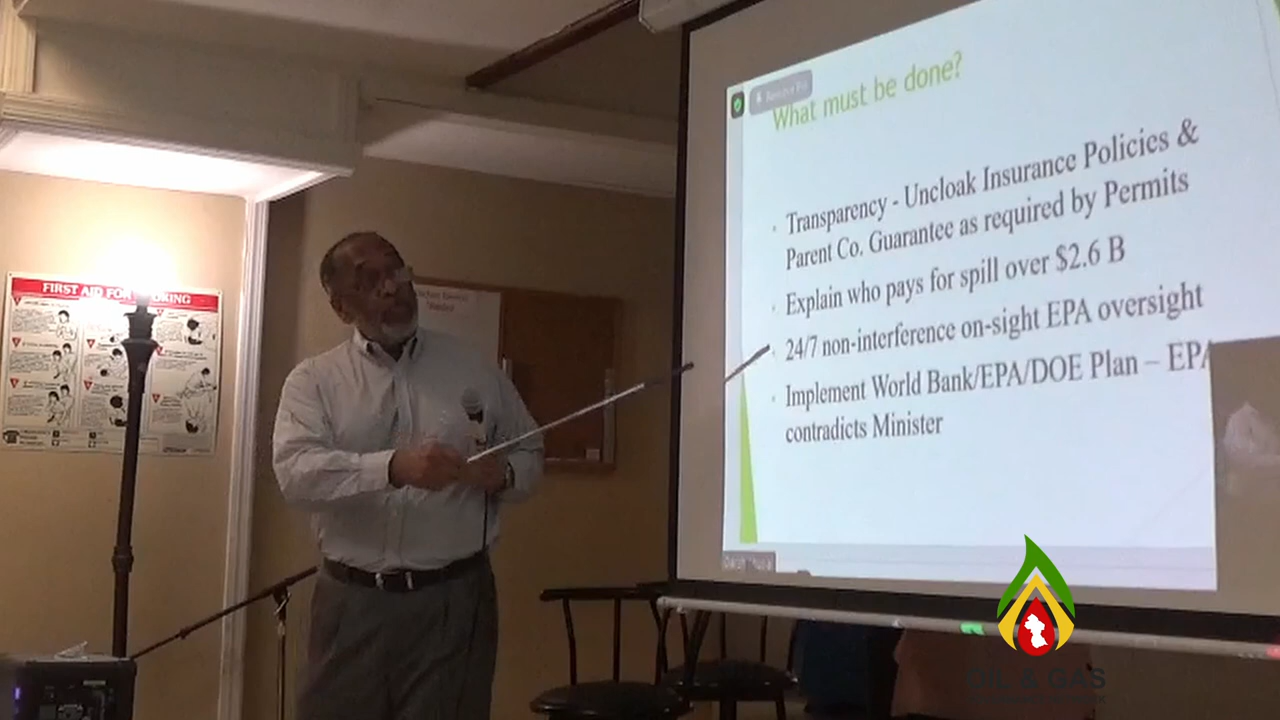 What must be done?
Transparency - Uncloak Insurance Policies &
Parent Co. Guarantee as required by Permits
Explain who pays for spill over $2.6 B
24/7 non-interference on-sight EPA oversight
Implement World Bank/EPA/DOE Plan – EPA
contradicts Minister
FIRST AID FOR
OIL & GAS